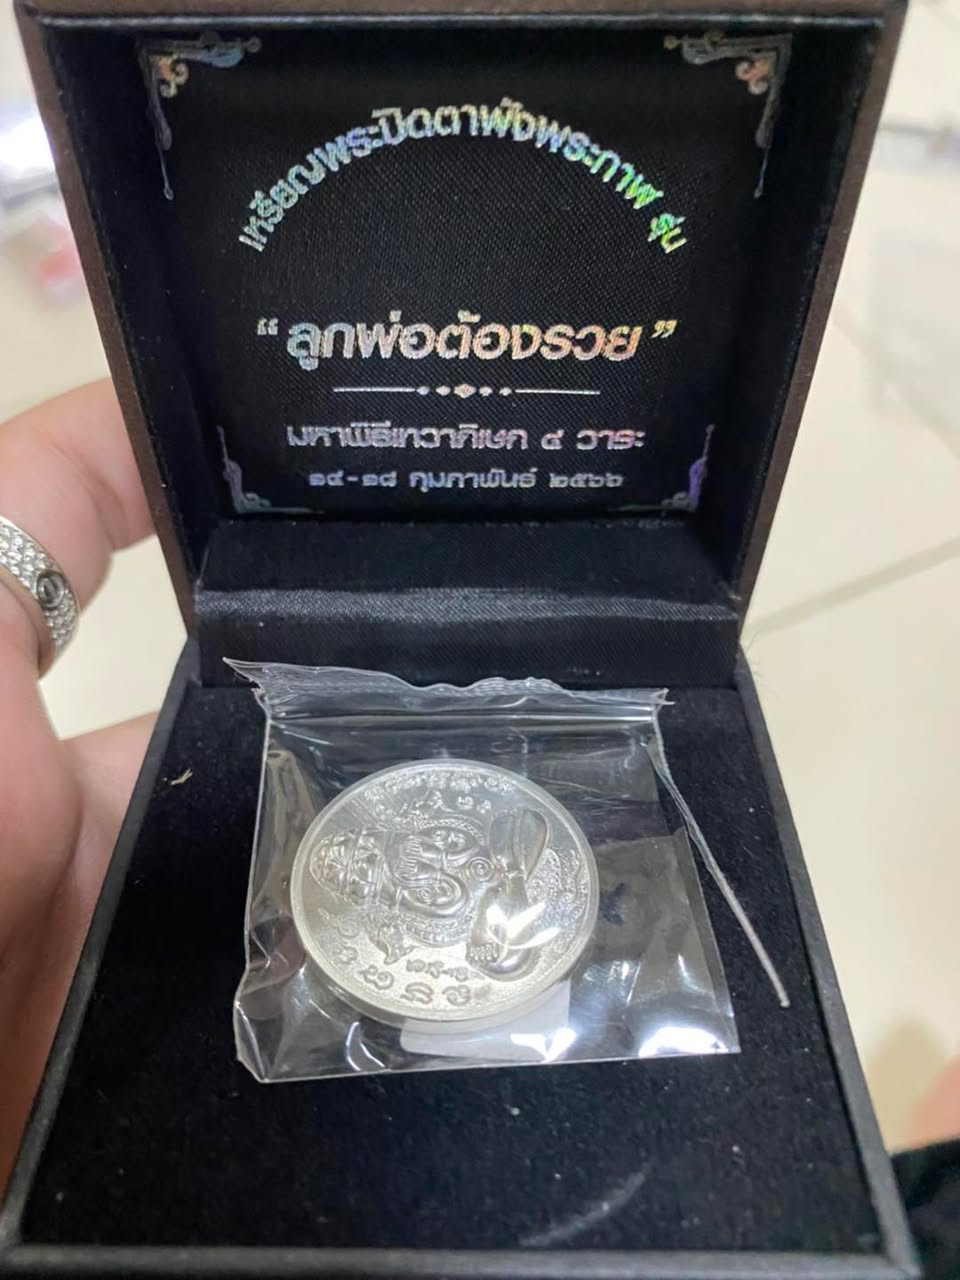 เหรียญพระปิดตาพังพระกาฬ รุ่น
“ลูกพ่อต้องรวย”
มหาพิธีเทวาภิเษก ๔ วาระ
๑๔-๑๘ กุมภาพันธ์ ๒๕๖๖